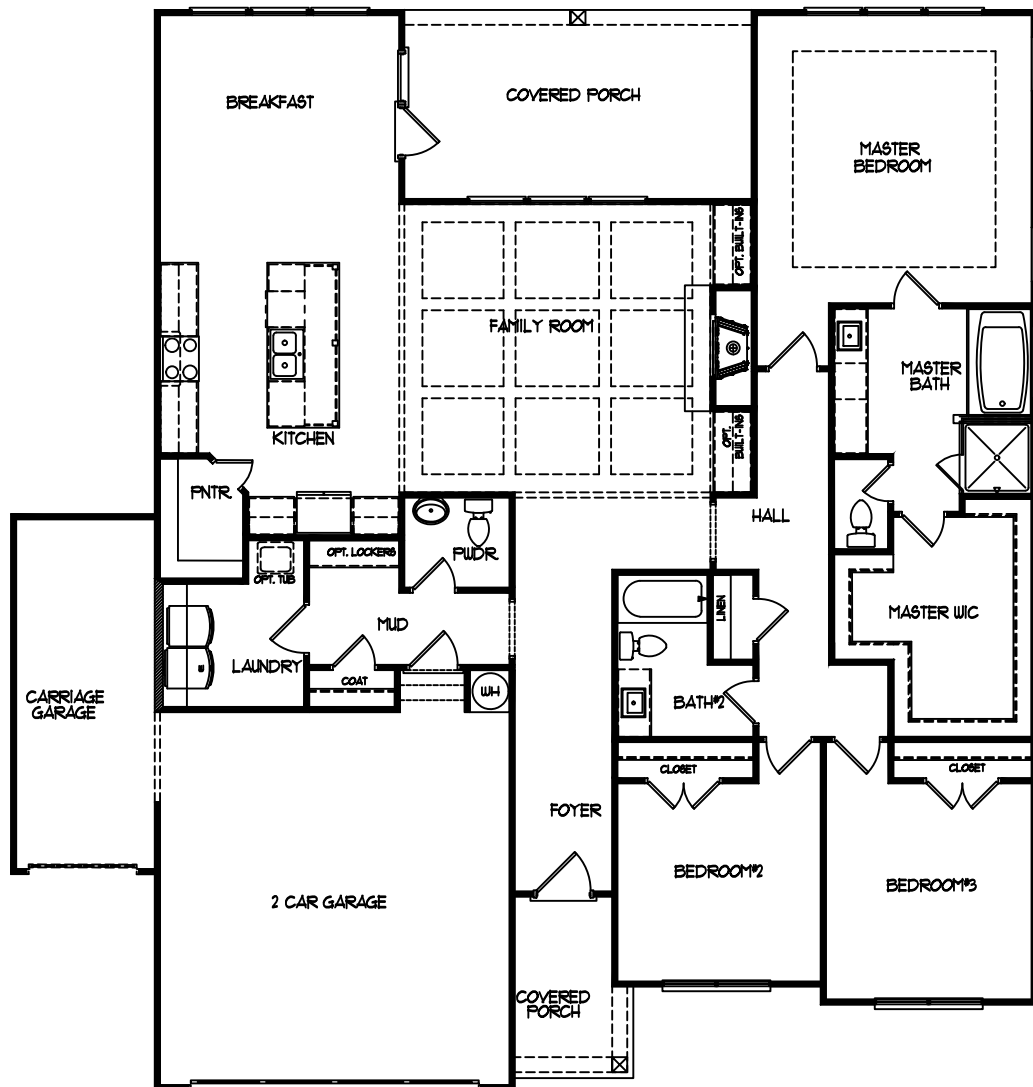 BREAKFAST
COVERED PORCH
MASTER
BEDROOM
OPT. BUILT-INS
FAMILY ROOM
MASTER
BATH
KITCHEN
OPT.
BUILT-INS
PNTR.
HALL
OPT. LOCKERS
PWDR.
OPT. TUB
LINEN
MASTER WIC
MUD
LAUNDRY
COAT
WH
CARRIAGE
GARAGE
BATH#2
CLOSET
CLOSET
FOYER
BEDROOM#2
BEDROOM#3
2 CAR GARAGE
COVERED
PORCH